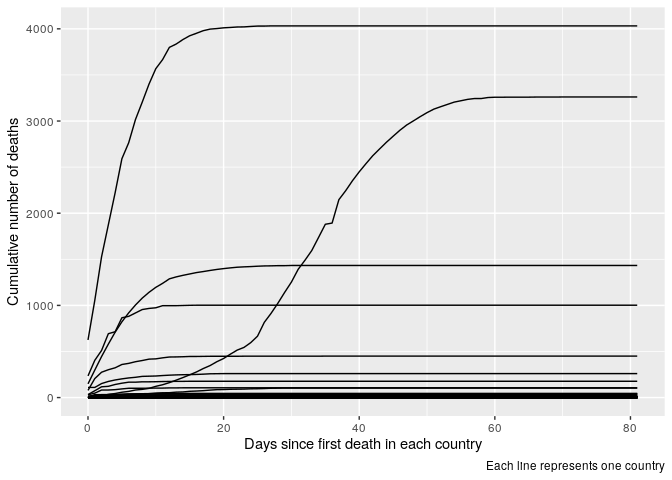 Cumulative number of deaths
4000
3000
2000
1000
0
0 20 40 60 80
Days since first death in each country
Each line represents one country